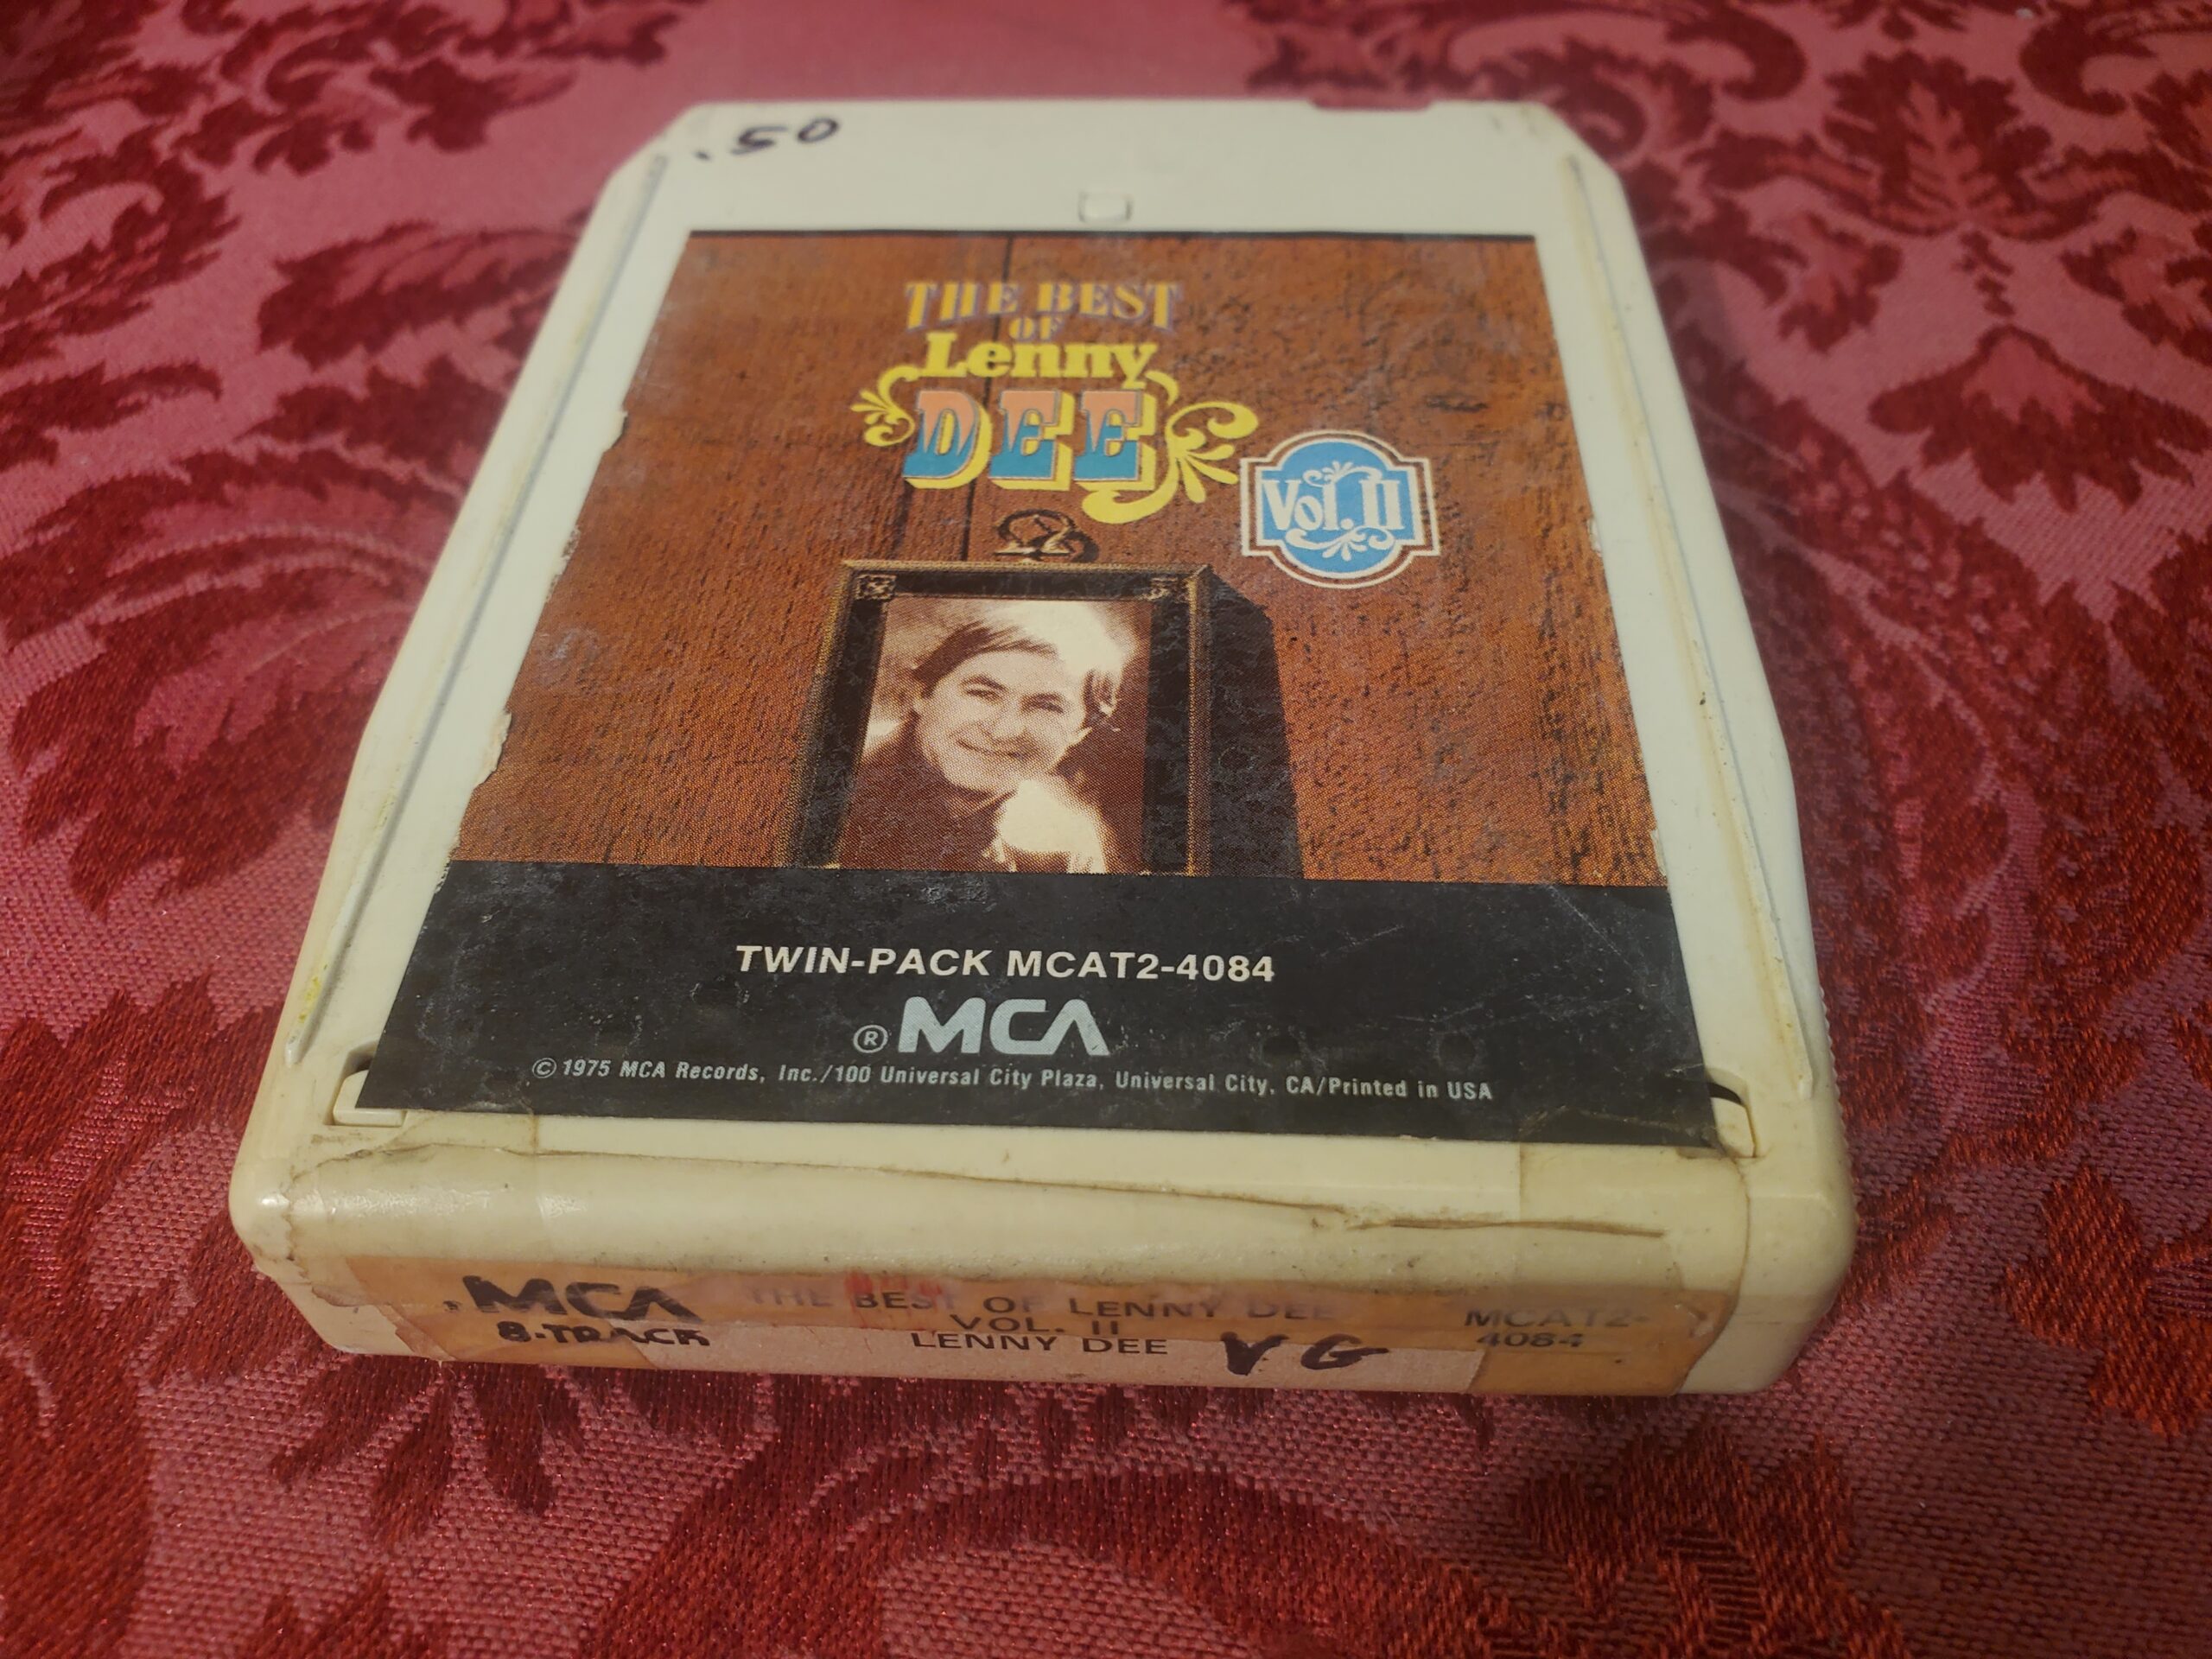 .50
THE BEST
OF
Lenny
DEE
Vol. II
TWIN-PACK MCAT2-4084
® MCA
© 1975 MCA Records, Inc./100 Universal City Plaza, Universal City, CA/Printed in USA
MCA THE BEST OF LENNY DEE MCAT2-
8-TRACK VOL. II 4084
LENNY DEE VG